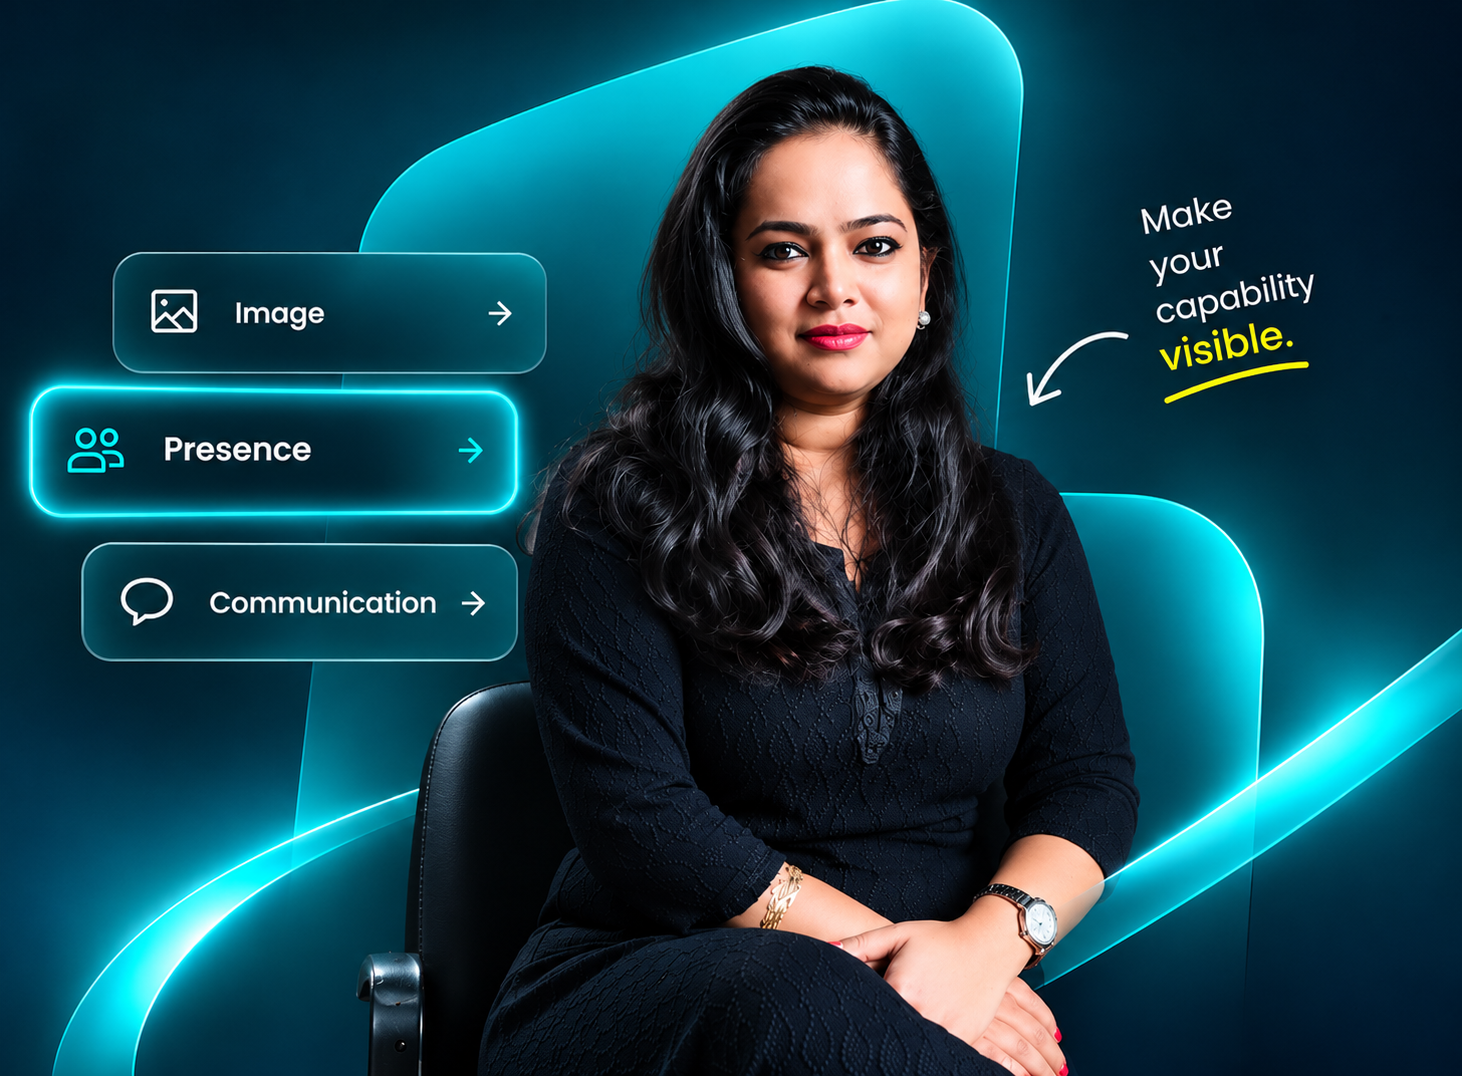 Image
Presence
Communication
Make
your
capability
visible.